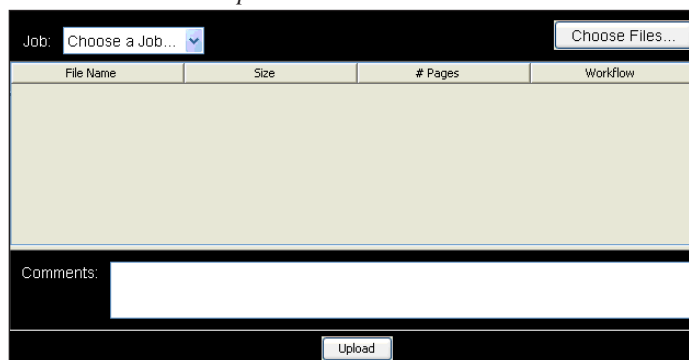 Job: Choose a Job... Choose Files...
File Name Size # Pages Workflow
Comments:
Upload